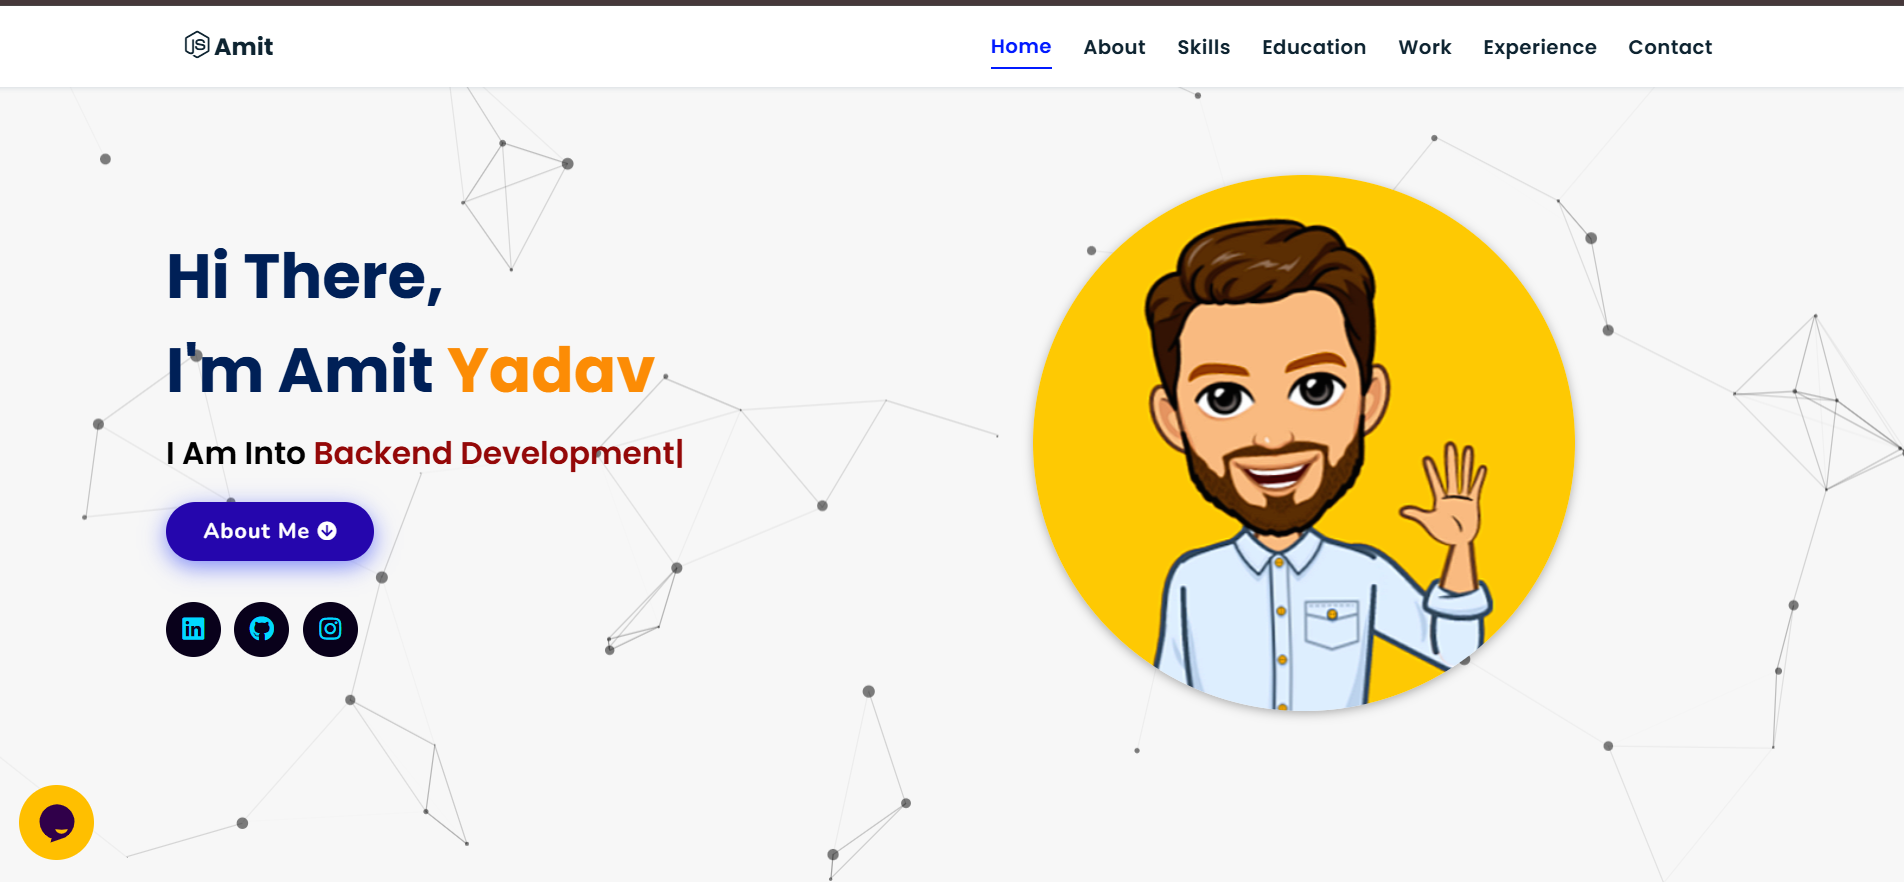 Amit
Home About Skills Education Work Experience Contact
Hi There,
I'm Amit Yadav
I Am Into Backend Development|
About Me